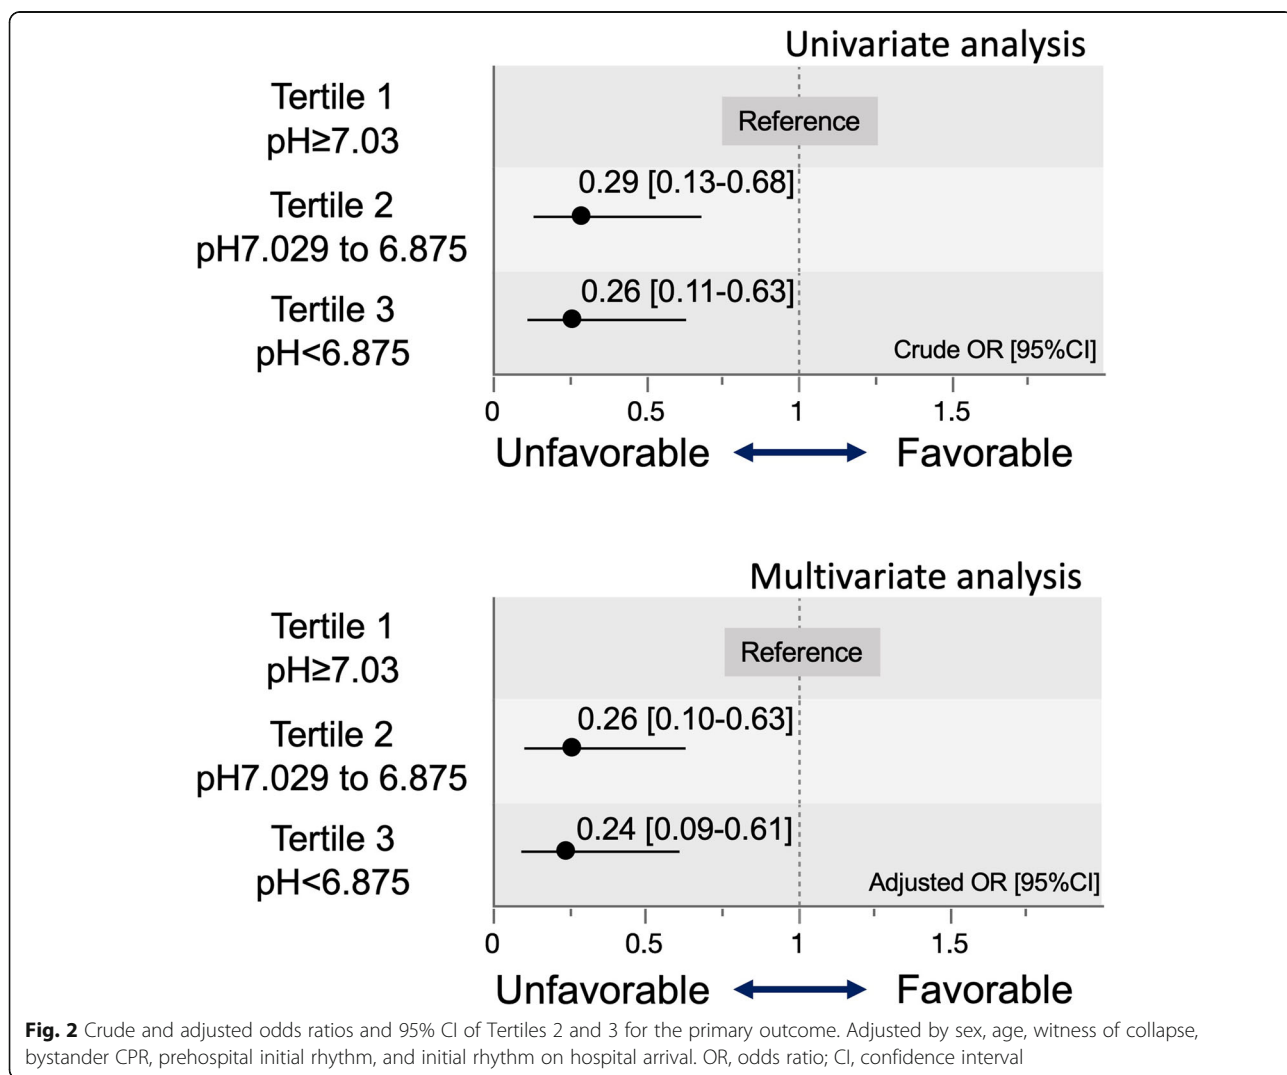 Univariate analysis
Tertile 1
pH≥7.03
Reference
Tertile 2
pH7.029 to 6.875
0.29 [0.13-0.68]
Tertile 3
pH<6.875
0.26 [0.11-0.63]
Crude OR [95%CI]
0 0.5 1 1.5
Unfavorable Favorable
Multivariate analysis
Tertile 1
pH≥7.03
Reference
Tertile 2
pH7.029 to 6.875
0.26 [0.10-0.63]
Tertile 3
pH<6.875
0.24 [0.09-0.61]
Adjusted OR [95%CI]
0 0.5 1 1.5
Unfavorable Favorable
Fig. 2 Crude and adjusted odds ratios and 95% CI of Tertiles 2 and 3 for the primary outcome. Adjusted by sex, age, witness of collapse,
bystander CPR, prehospital initial rhythm, and initial rhythm on hospital arrival. OR, odds ratio; CI, confidence interval